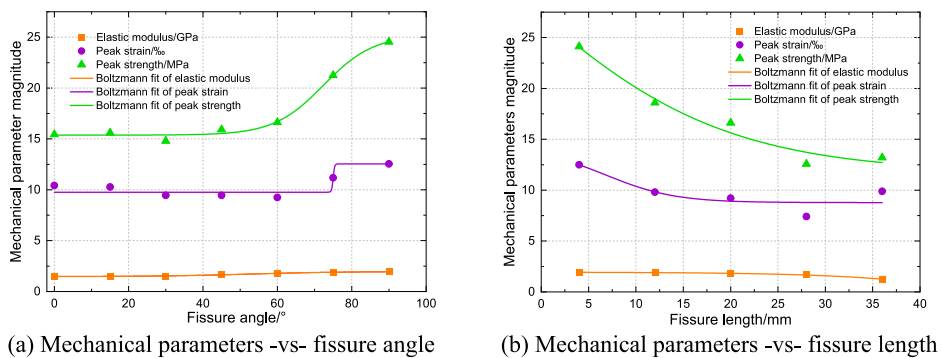 (a)
Elastic modulus/GPa
Peak strain/‰
Peak strength/MPa
Boltzmann fit of elastic modulus
Boltzmann fit of peak strain
Boltzmann fit of peak strength
Mechanical parameter magnitude
25
20
15
10
5
0
0 20 40 60 80 100
Fissure angle/°
(a) Mechanical parameters -vs- fissure angle
(b)
Elastic modulus/GPa
Peak strain/‰
Peak strength/MPa
Boltzmann fit of elastic modulus
Boltzmann fit of peak strain
Boltzmann fit of peak strength
Mechanical parameters magnitude
25
20
15
10
5
0
0 5 10 15 20 25 30 35 40
Fissure length/mm
(b) Mechanical parameters -vs- fissure length